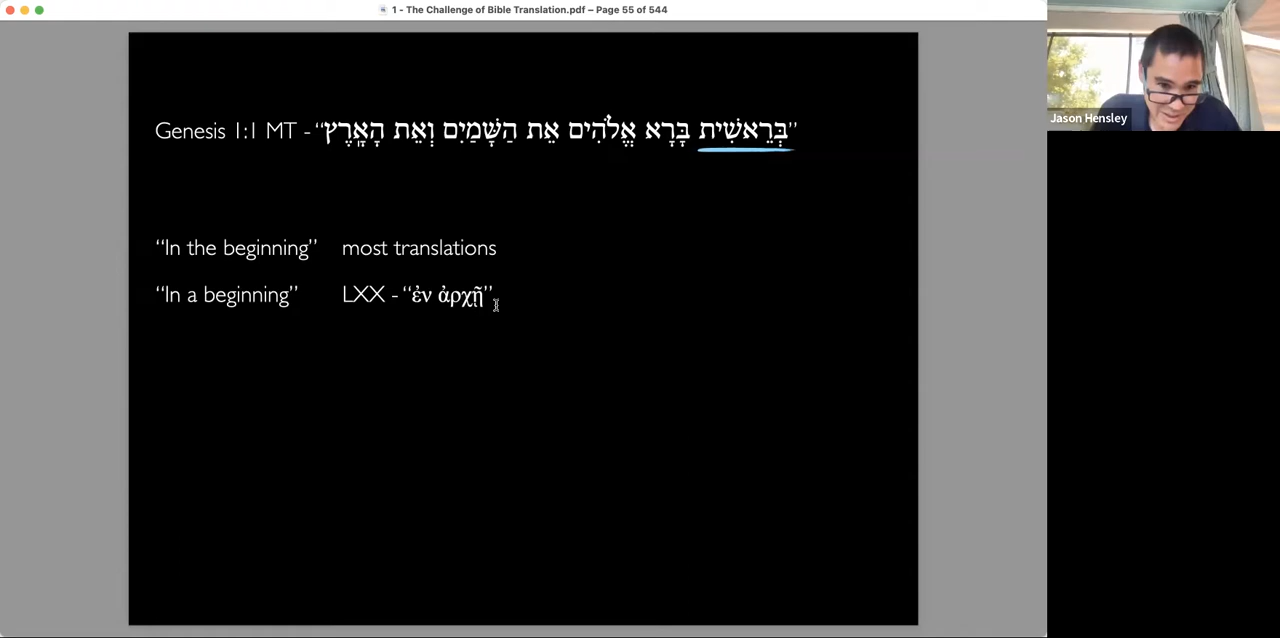 1 - The Challenge of Bible Translation.pdf – Page 55 of 544
Jason Hensley
Genesis 1:1 MT - “בְּרֵאשִׁית בָּרָא אֱלֹהִים אֵת הַשָּׁמַיִם וְאֵת הָאָֽרֶץ”
“In the beginning” most translations
“In a beginning” LXX - “ἐν ἀρχῇ”